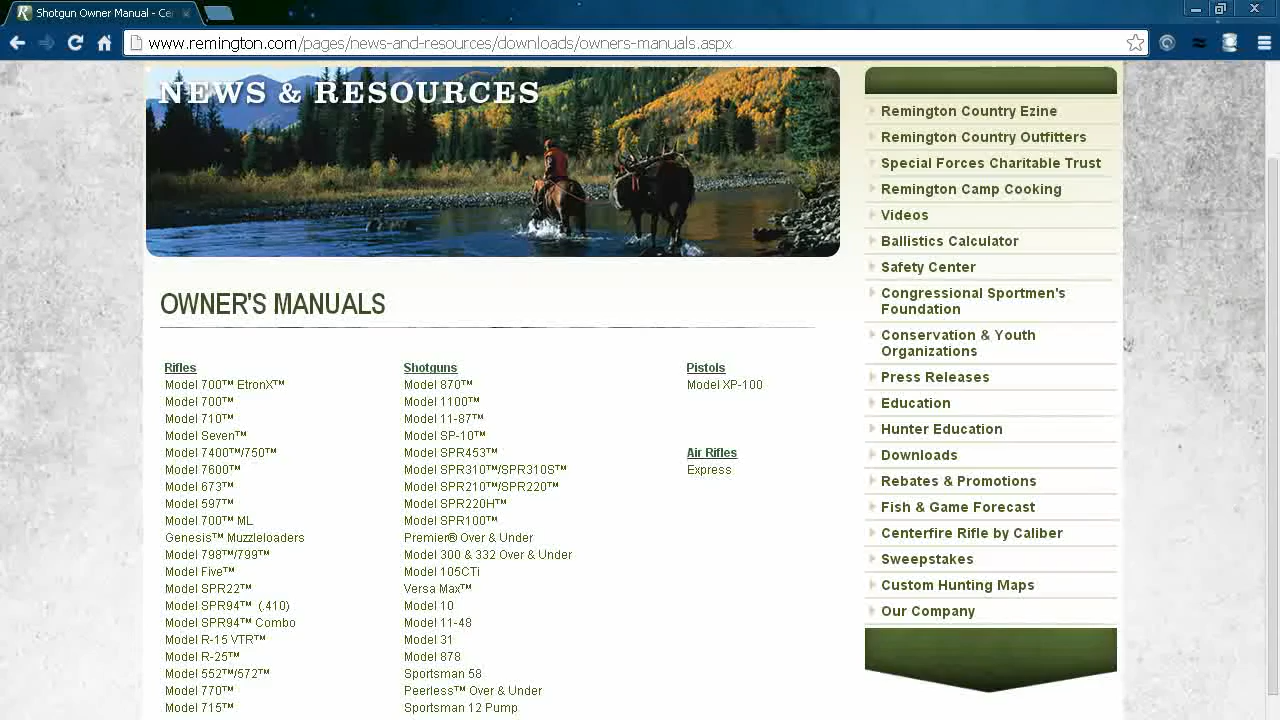 Shotgun Owner Manual - Ce
www.remington.com/pages/news-and-resources/downloads/owners-manuals.aspx
NEWS & RESOURCES
OWNER'S MANUALS
Rifles
Model 700™ EtronX™
Model 700™
Model 710™
Model Seven™
Model 7400™/750™
Model 7600™
Model 673™
Model 597™
Model 700™ ML
Genesis™ Muzzleloaders
Model 798™/799™
Model Five™
Model SPR22™
Model SPR94™ (.410)
Model SPR94™ Combo
Model R-15 VTR™
Model R-25™
Model 552™/572™
Model 770™
Model 715™
Shotguns
Model 870™
Model 1100™
Model 11-87™
Model SP-10™
Model SPR453™
Model SPR310™/SPR310S™
Model SPR210™/SPR220™
Model SPR220H™
Model SPR100™
Premier® Over & Under
Model 300 & 332 Over & Under
Model 105CTi
Versa Max™
Model 10
Model 11-48
Model 31
Model 878
Sportsman 58
Peerless™ Over & Under
Sportsman 12 Pump
Pistols
Model XP-100
Air Rifles
Express
Remington Country Ezine
Remington Country Outfitters
Special Forces Charitable Trust
Remington Camp Cooking
Videos
Ballistics Calculator
Safety Center
Congressional Sportmen's
Foundation
Conservation & Youth
Organizations
Press Releases
Education
Hunter Education
Downloads
Rebates & Promotions
Fish & Game Forecast
Centerfire Rifle by Caliber
Sweepstakes
Custom Hunting Maps
Our Company